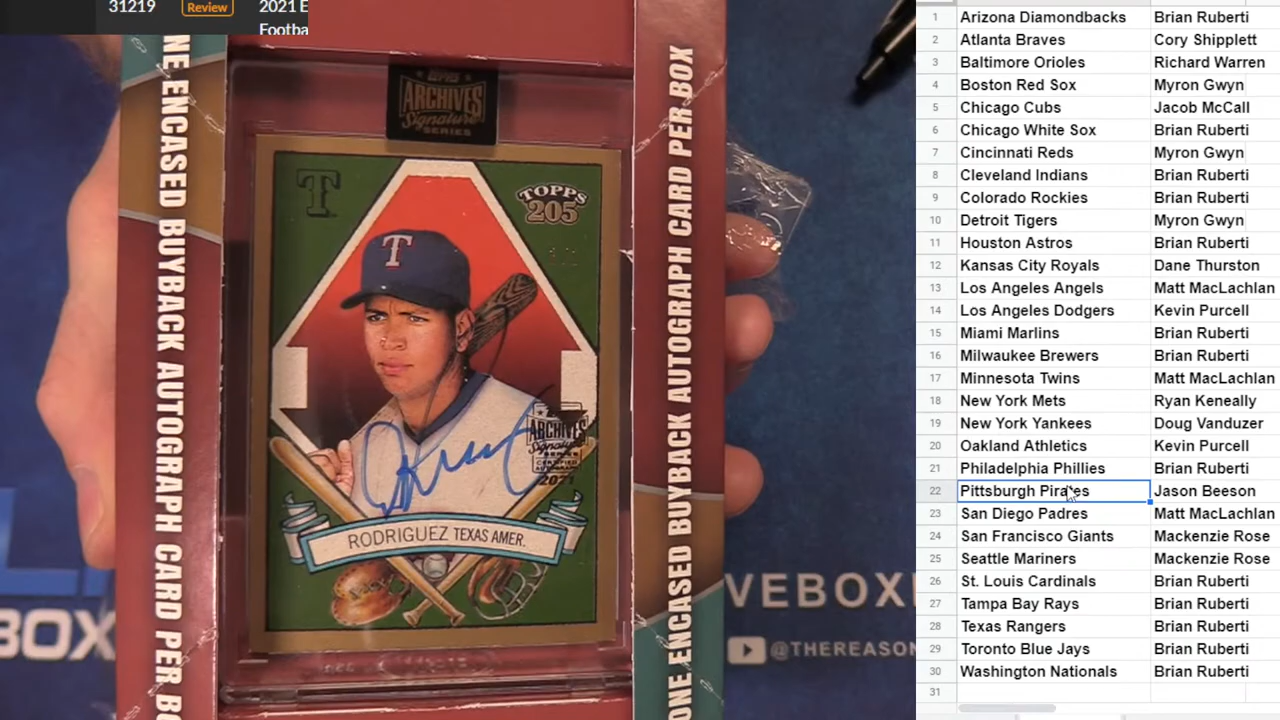 31219
Review
2021 E
Footba
NE ENCASED BUYBACK AUTOGRAPH CARD PER BO
TOPPS
ARCHIVES
Signature
SERIES
ONE ENCASED BUYBACK AUTOGRAPH CARD PER BOX
T
TOPPS
205
T
ARCHIVES
Signature
SERIES
CERTIFIED
AUTOGRAPH
2021
RODRIGUEZ TEXAS AMER.
BOX
VEBOX
@THEREASON
1 Arizona Diamondbacks Brian Ruberti
2 Atlanta Braves Cory Shipplett
3 Baltimore Orioles Richard Warren
4 Boston Red Sox Myron Gwyn
5 Chicago Cubs Jacob McCall
6 Chicago White Sox Brian Ruberti
7 Cincinnati Reds Myron Gwyn
8 Cleveland Indians Brian Ruberti
9 Colorado Rockies Brian Ruberti
10 Detroit Tigers Myron Gwyn
11 Houston Astros Brian Ruberti
12 Kansas City Royals Dane Thurston
13 Los Angeles Angels Matt MacLachlan
14 Los Angeles Dodgers Kevin Purcell
15 Miami Marlins Brian Ruberti
16 Milwaukee Brewers Brian Ruberti
17 Minnesota Twins Matt MacLachlan
18 New York Mets Ryan Keneally
19 New York Yankees Doug Vanduzer
20 Oakland Athletics Kevin Purcell
21 Philadelphia Phillies Brian Ruberti
22 Pittsburgh Pirates Jason Beeson
23 San Diego Padres Matt MacLachlan
24 San Francisco Giants Mackenzie Rose
25 Seattle Mariners Mackenzie Rose
26 St. Louis Cardinals Brian Ruberti
27 Tampa Bay Rays Brian Ruberti
28 Texas Rangers Brian Ruberti
29 Toronto Blue Jays Brian Ruberti
30 Washington Nationals Brian Ruberti
31